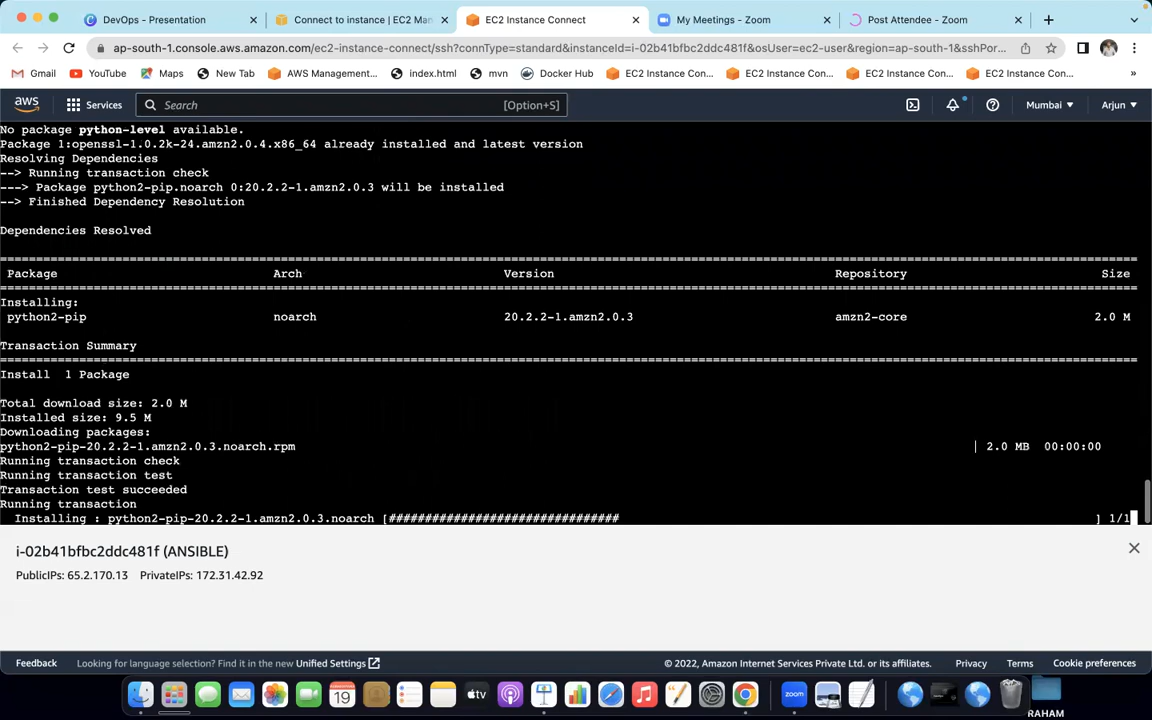 DevOps - Presentation
Connect to instance | EC2 Man
EC2 Instance Connect
My Meetings - Zoom
Post Attendee - Zoom
ap-south-1.console.aws.amazon.com/ec2-instance-connect/ssh?connType=standard&instanceId=i-02b41bfbc2ddc481f&osUser=ec2-user&region=ap-south-1&sshPor...
Gmail YouTube Maps New Tab AWS Management... index.html mvn Docker Hub EC2 Instance Con... EC2 Instance Con... EC2 Instance Con... EC2 Instance Con... »
aws Services Search [Option+S] Mumbai Arjun
No package python-level available.
Package 1:openssl-1.0.2k-24.amzn2.0.4.x86_64 already installed and latest version
Resolving Dependencies
--> Running transaction check
---> Package python2-pip.noarch 0:20.2.2-1.amzn2.0.3 will be installed
--> Finished Dependency Resolution
Dependencies Resolved
Package Arch Version Repository Size
Installing:
python2-pip noarch 20.2.2-1.amzn2.0.3 amzn2-core 2.0 M
Transaction Summary
Install 1 Package
Total download size: 2.0 M
Installed size: 9.5 M
Downloading packages:
python2-pip-20.2.2-1.amzn2.0.3.noarch.rpm | 2.0 MB 00:00:00
Running transaction check
Running transaction test
Transaction test succeeded
Running transaction
Installing : python2-pip-20.2.2-1.amzn2.0.3.noarch [################################ ] 1/1
i-02b41bfbc2ddc481f (ANSIBLE)
PublicIPs: 65.2.170.13 PrivateIPs: 172.31.42.92
Feedback Looking for language selection? Find it in the new Unified Settings © 2022, Amazon Internet Services Private Ltd. or its affiliates. Privacy Terms Cookie preferences
19 tv zoom
RAHAM